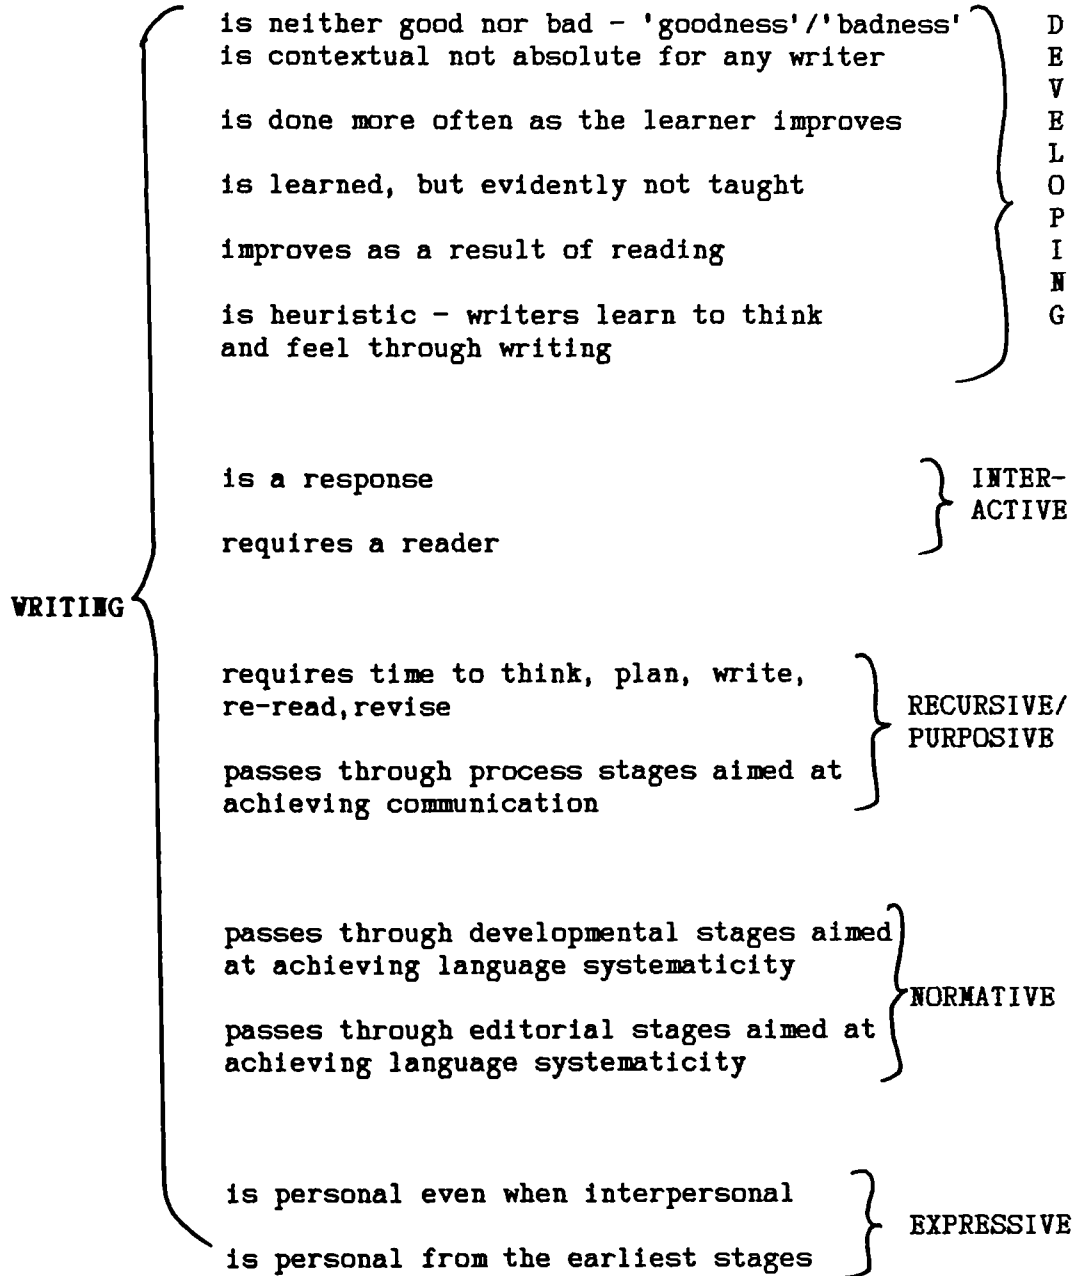 is neither good nor bad - 'goodness'/'badness'
is contextual not absolute for any writer
is done more often as the learner improves
is learned, but evidently not taught
improves as a result of reading
is heuristic - writers learn to think
and feel through writing
DEVELOPING
is a response
requires a reader
INTER-
ACTIVE
WRITING
requires time to think, plan, write,
re-read,revise
passes through process stages aimed at
achieving communication
RECURSIVE/
PURPOSIVE
passes through developmental stages aimed
at achieving language systematicity
passes through editorial stages aimed at
achieving language systematicity
NORMATIVE
is personal even when interpersonal
is personal from the earliest stages
EXPRESSIVE